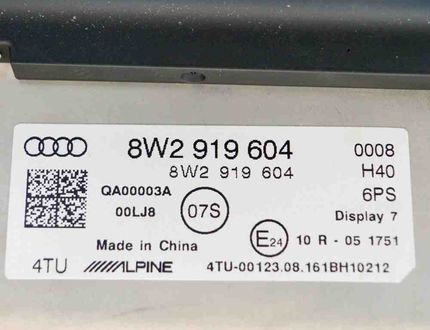 8W2 919 604 0008
8W2 919 604 H40
QA00003A 6PS
00LJ8 07S Display 7
Made in China E24 10 R - 05 1751
4TU ALPINE 4TU-00123.08.161BH10212